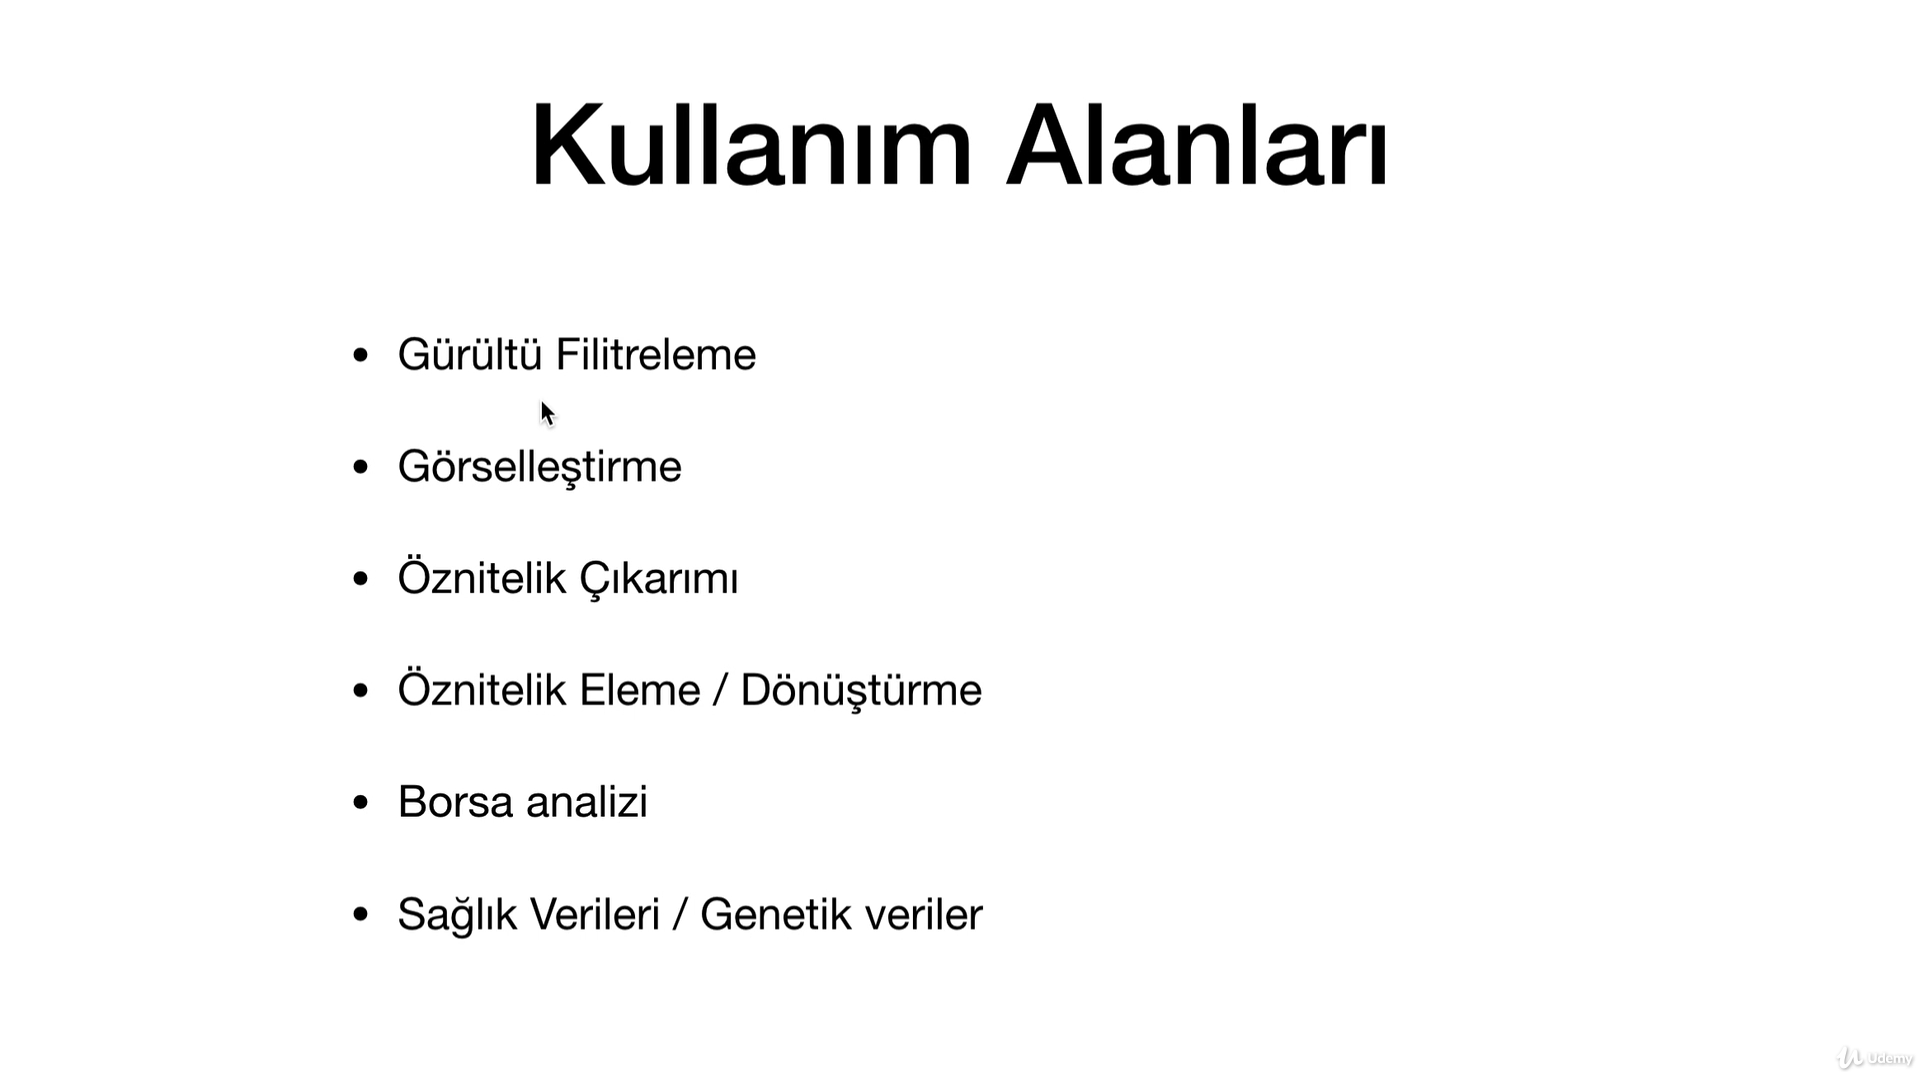 Kullanım Alanları
• Gürültü Filitreleme
• Görselleştirme
• Öznitelik Çıkarımı
• Öznitelik Eleme / Dönüştürme
• Borsa analizi
• Sağlık Verileri / Genetik veriler
Udemy